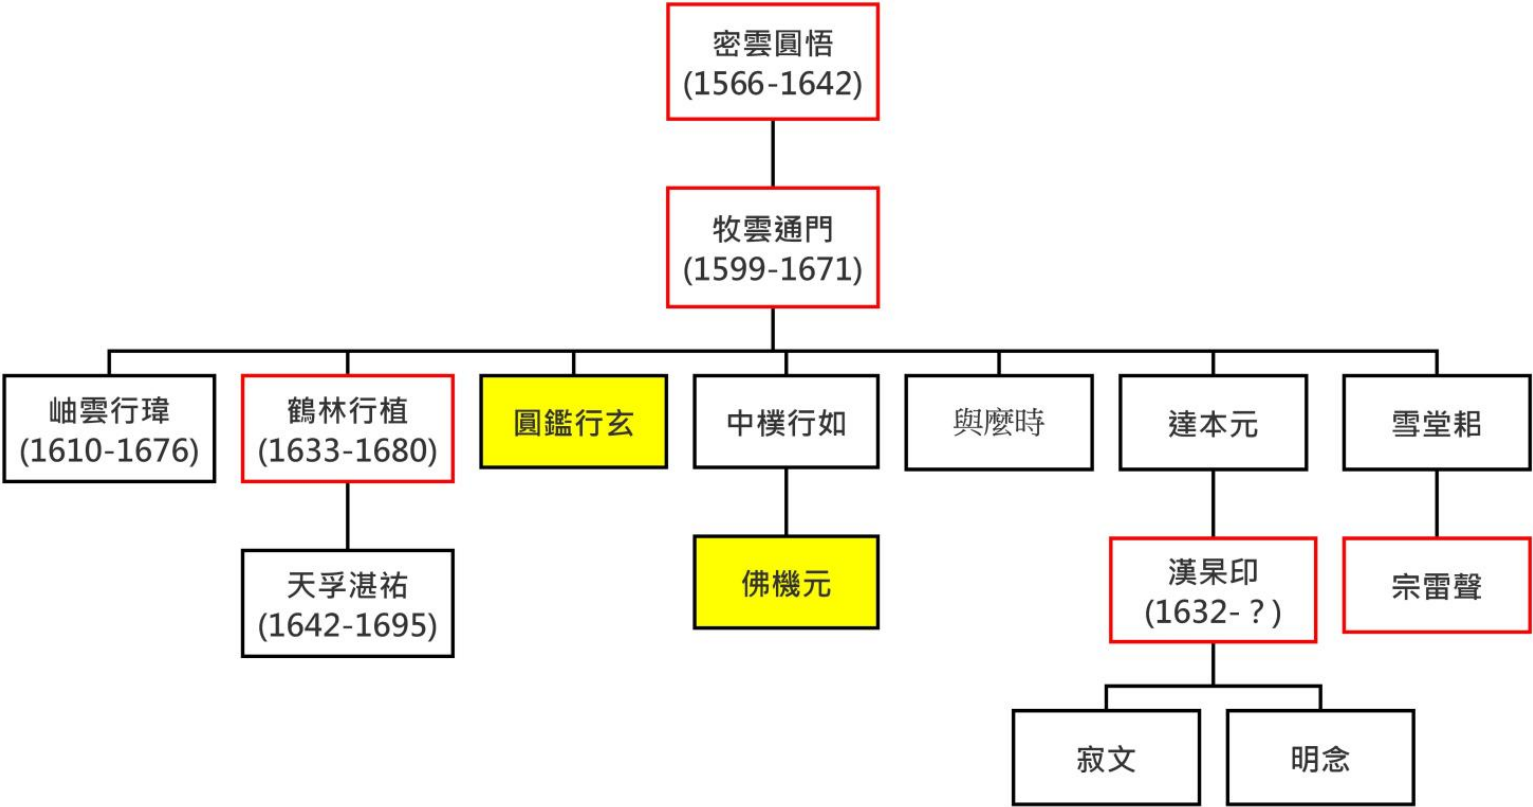 密雲圓悟
(1566-1642)
牧雲通門
(1599-1671)
岫雲行瑋
(1610-1676)
鶴林行植
(1633-1680)
圓鑑行玄
中樸行如
與麼時
達本元
雪堂耜
天孚湛祐
(1642-1695)
佛機元
漢杲印
(1632-？)
宗雷聲
寂文
明念